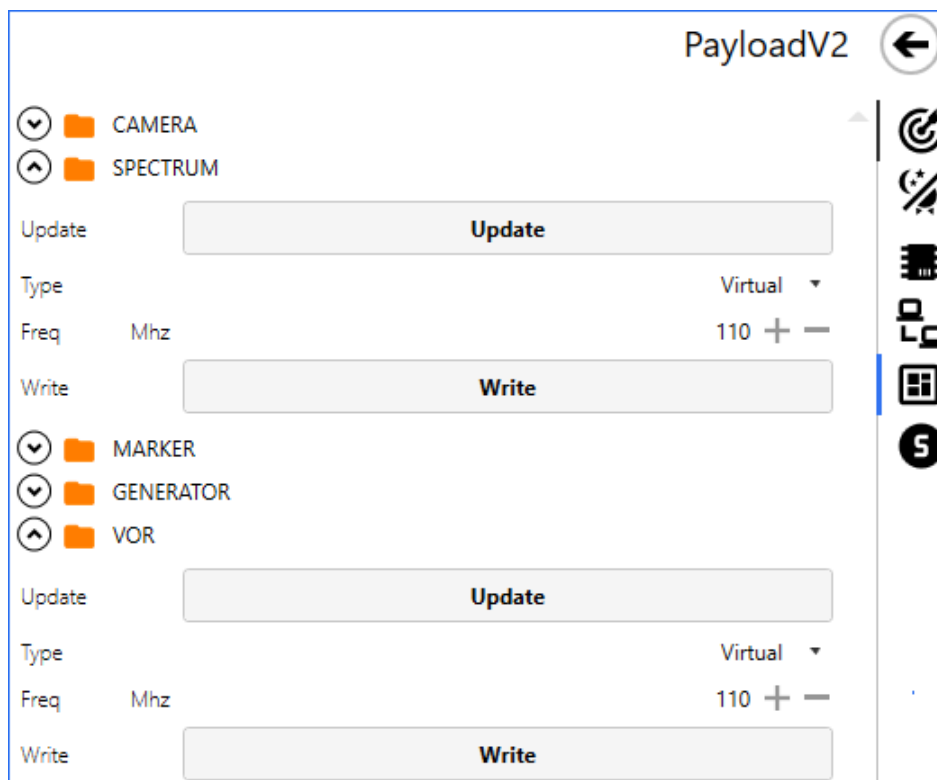 PayloadV2
CAMERA
SPECTRUM
Update Update
Type Virtual
Freq Mhz 110
Write Write
MARKER
GENERATOR
VOR
Update Update
Type Virtual
Freq Mhz 110
Write Write
S